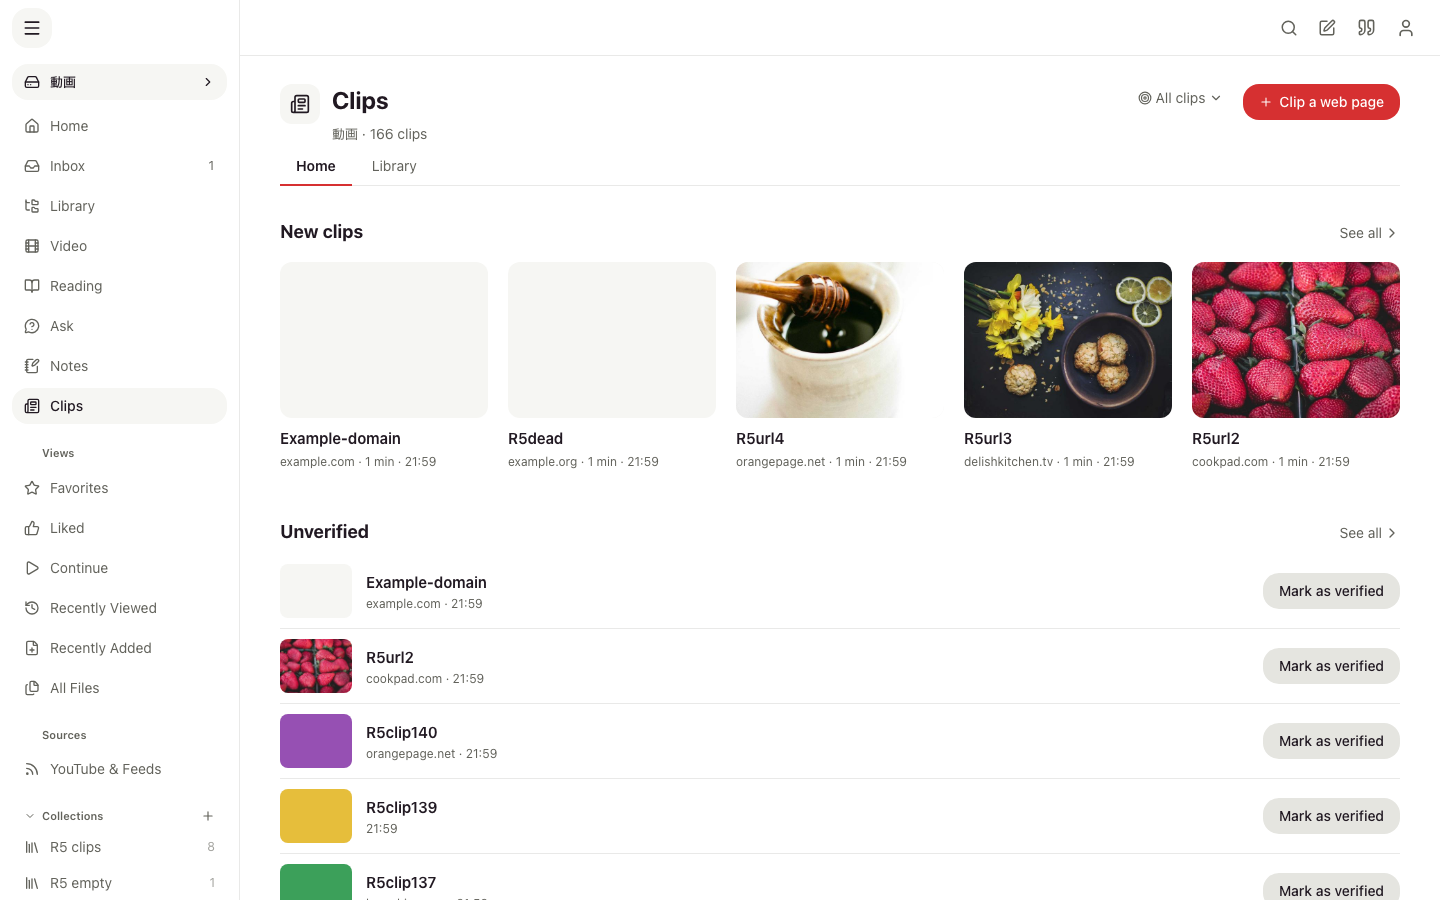 動画
Home
Inbox 1
Library
Video
Reading
Ask
Notes
Clips
Views
Favorites
Liked
Continue
Recently Viewed
Recently Added
All Files
Sources
YouTube & Feeds
Collections
R5 clips 8
R5 empty 1
Clips
動画 · 166 clips
All clips
Clip a web page
Home Library
New clips See all
Example-domain
example.com · 1 min · 21:59
R5dead
example.org · 1 min · 21:59
R5url4
orangepage.net · 1 min · 21:59
R5url3
delishkitchen.tv · 1 min · 21:59
R5url2
cookpad.com · 1 min · 21:59
Unverified See all
Example-domain
example.com · 21:59
Mark as verified
R5url2
cookpad.com · 21:59
Mark as verified
R5clip140
orangepage.net · 21:59
Mark as verified
R5clip139
21:59
Mark as verified
R5clip137
Mark as verified